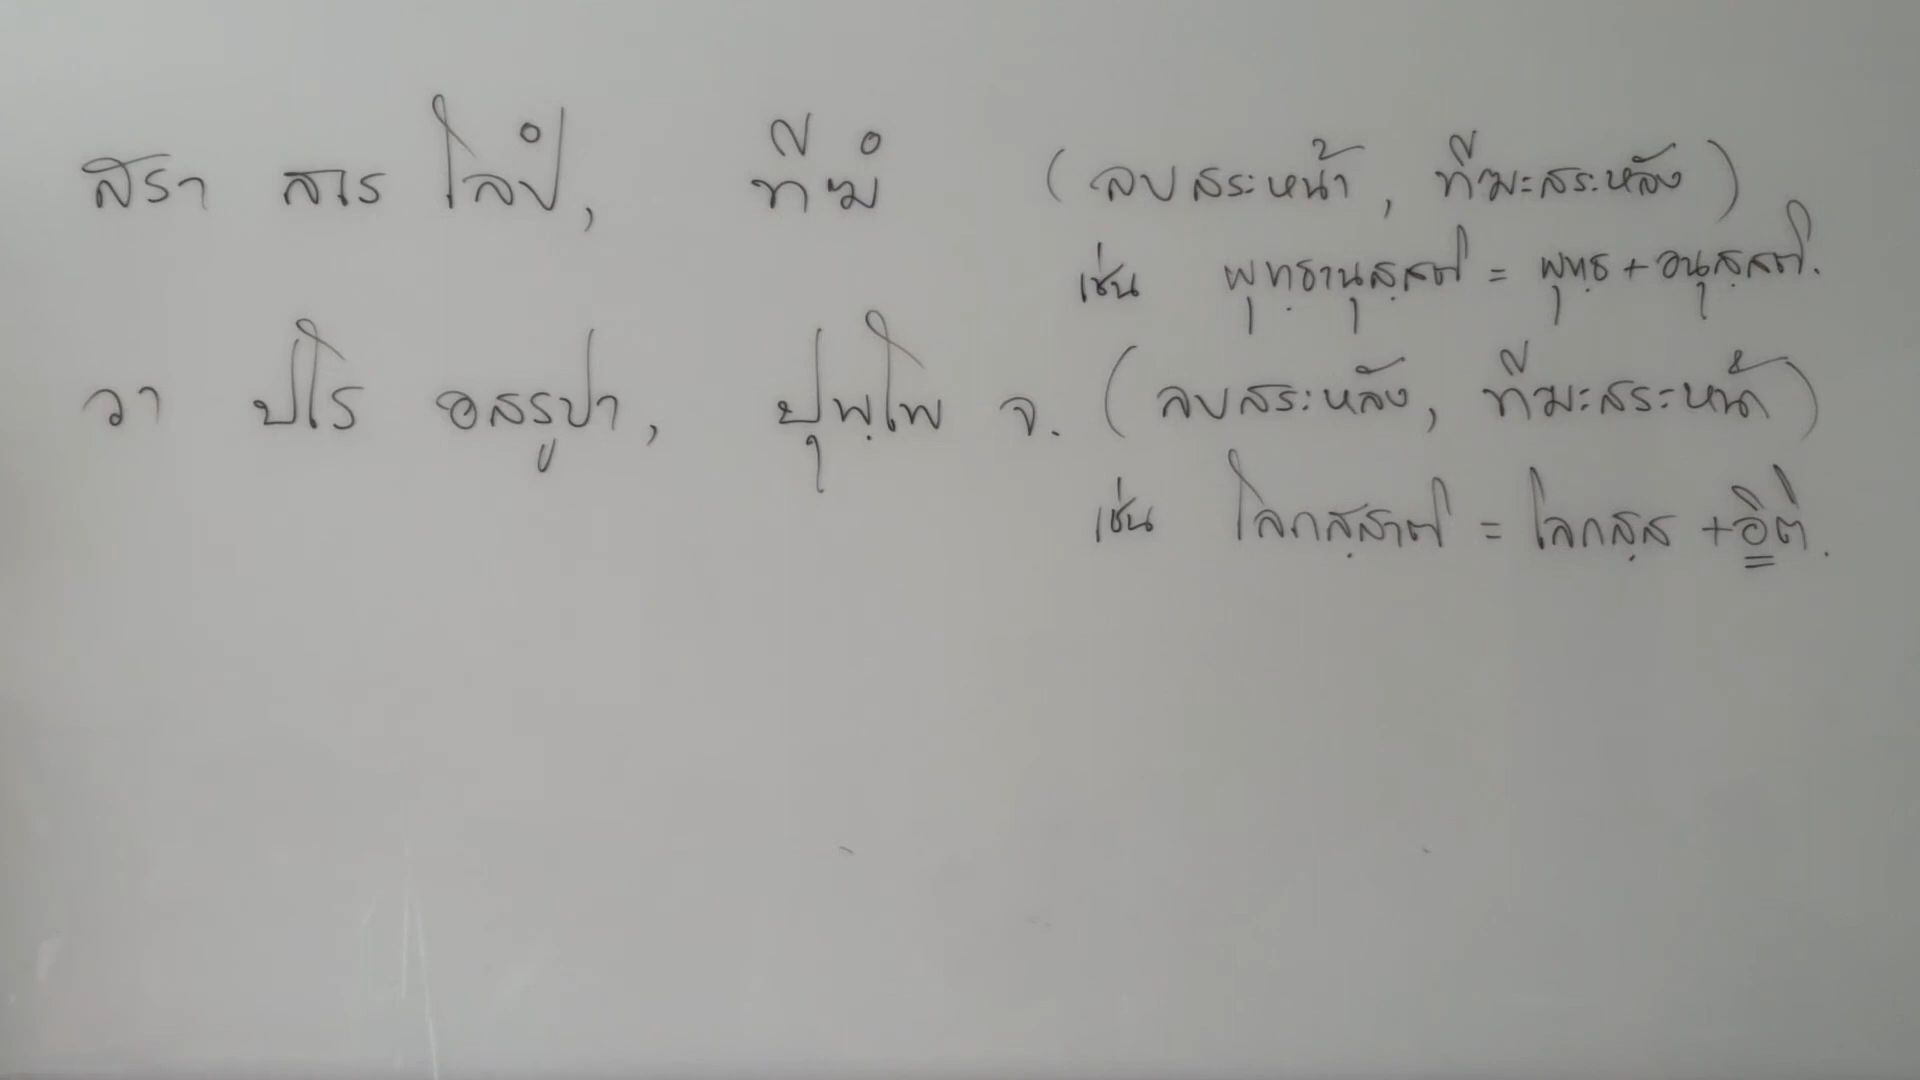 สรา สเร โลปํ, ทีฆํ (ลบสระหน้า, ทีฆะสระหลัง)
เช่น พุทฺธานุสฺสติ = พุทฺธ + อนุสฺสติ.
วา ปโร อสรูปา, ปุพฺโพ จ. (ลบสระหลัง, ทีฆะสระหน้า)
เช่น โลกสฺสาติ = โลกสฺส + อิติ.